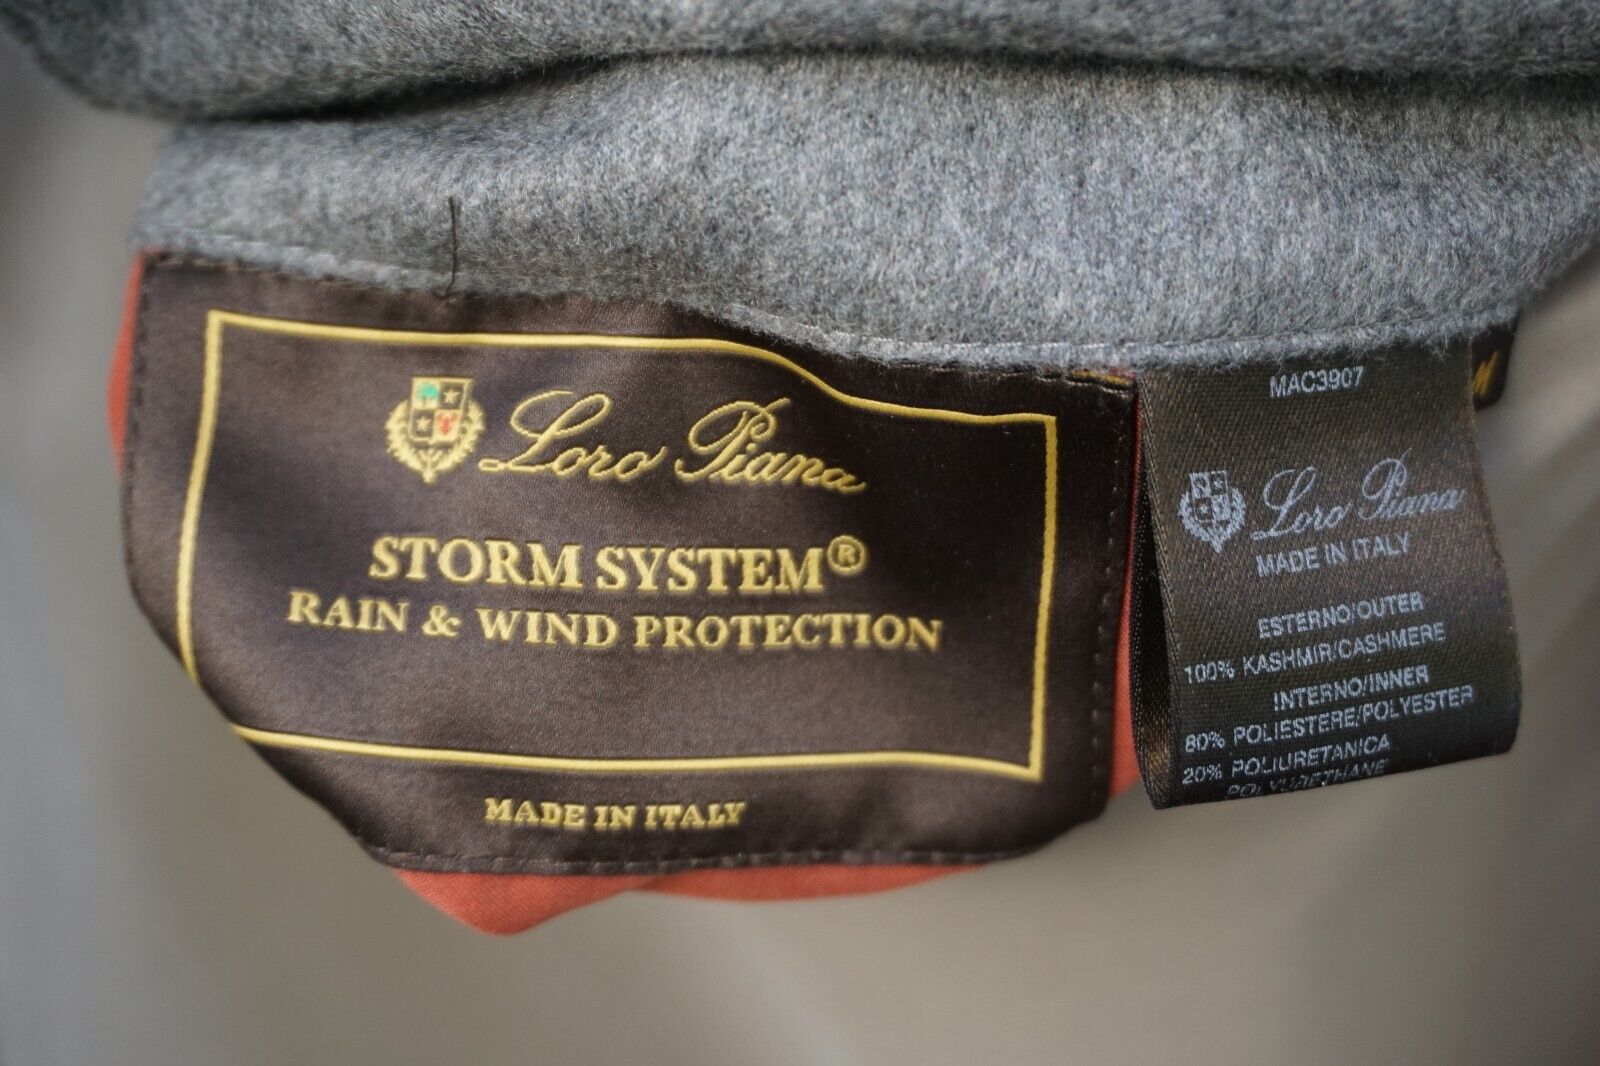 Loro Piana
STORM SYSTEM®
RAIN & WIND PROTECTION
MADE IN ITALY
MAC3907
Loro Piana
MADE IN ITALY
ESTERNO/OUTER
100% KASHMIR/CASHMERE
INTERNO/INNER
80% POLIESTERE/POLYESTER
20% POLIURETANICA
POLYURETHANE
M